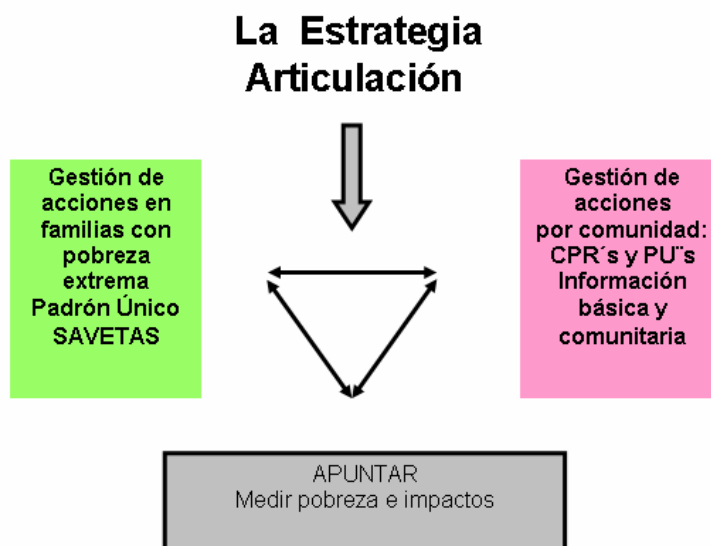 La Estrategia
Articulación
Gestión de
acciones en
familias con
pobreza
extrema
Padrón Único
SAVETAS
Gestión de
acciones
por comunidad:
CPR´s y PU¨s
Información
básica y
comunitaria
APUNTAR
Medir pobreza e impactos